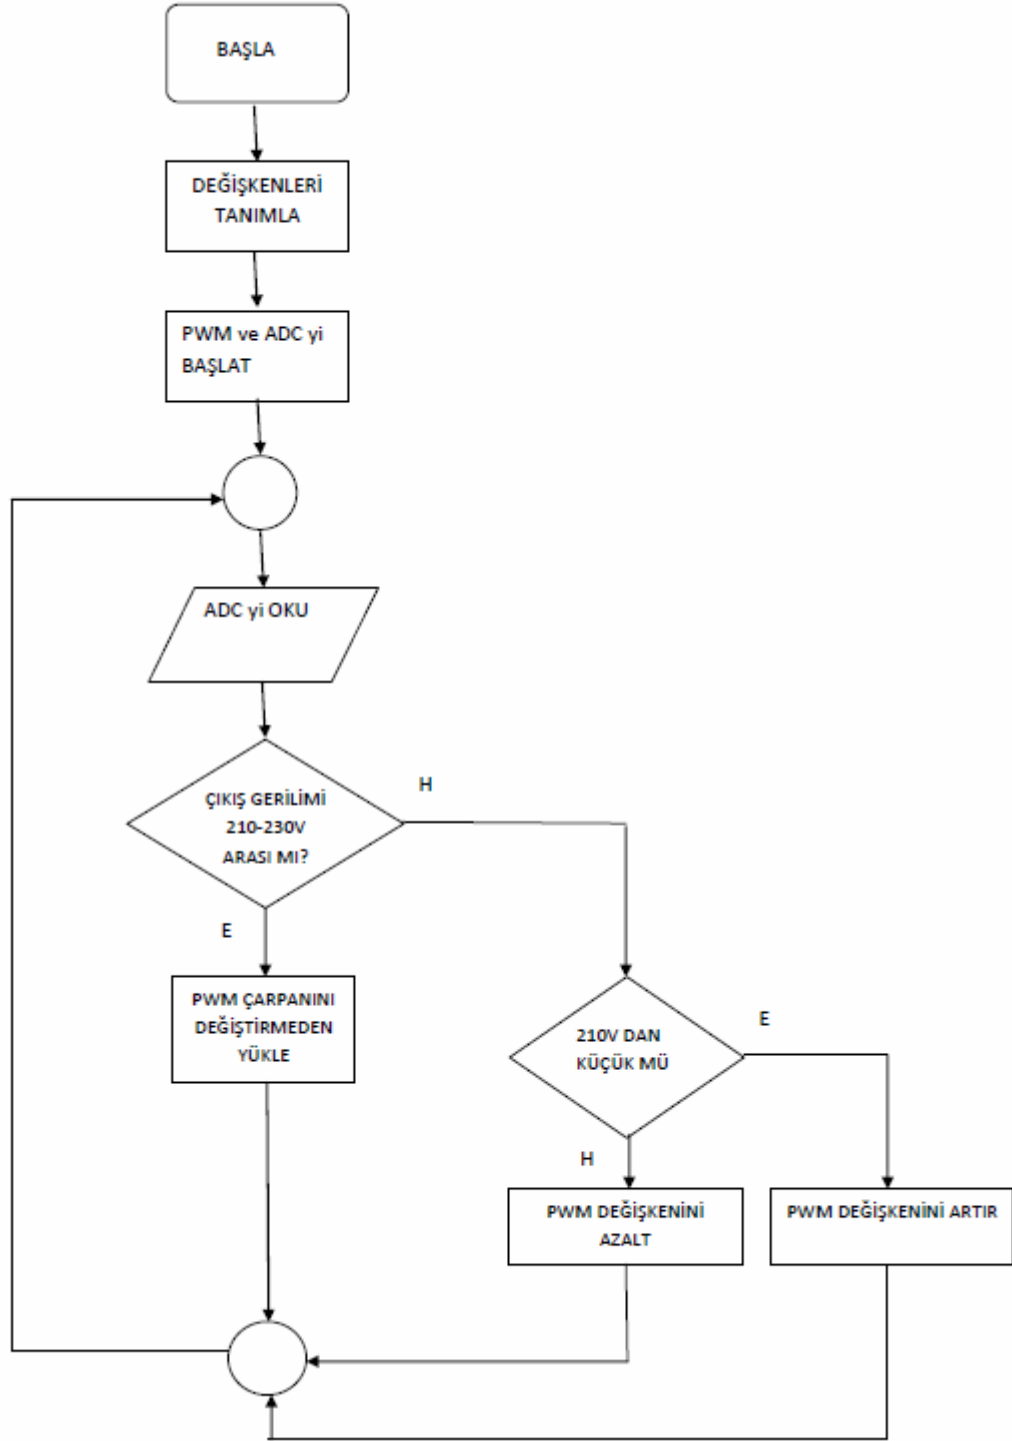 BAŞLA
DEĞİŞKENLERİ
TANIMLA
PWM ve ADC yi
BAŞLAT
ADC yi OKU
ÇIKIŞ GERİLİMİ
210-230V
ARASI MI?
H
E
PWM ÇARPANINI
DEĞİŞTİRMEDEN
YÜKLE
210V DAN
KÜÇÜK MÜ
E
H
PWM DEĞİŞKENİNİ
AZALT
PWM DEĞİŞKENİNİ ARTIR